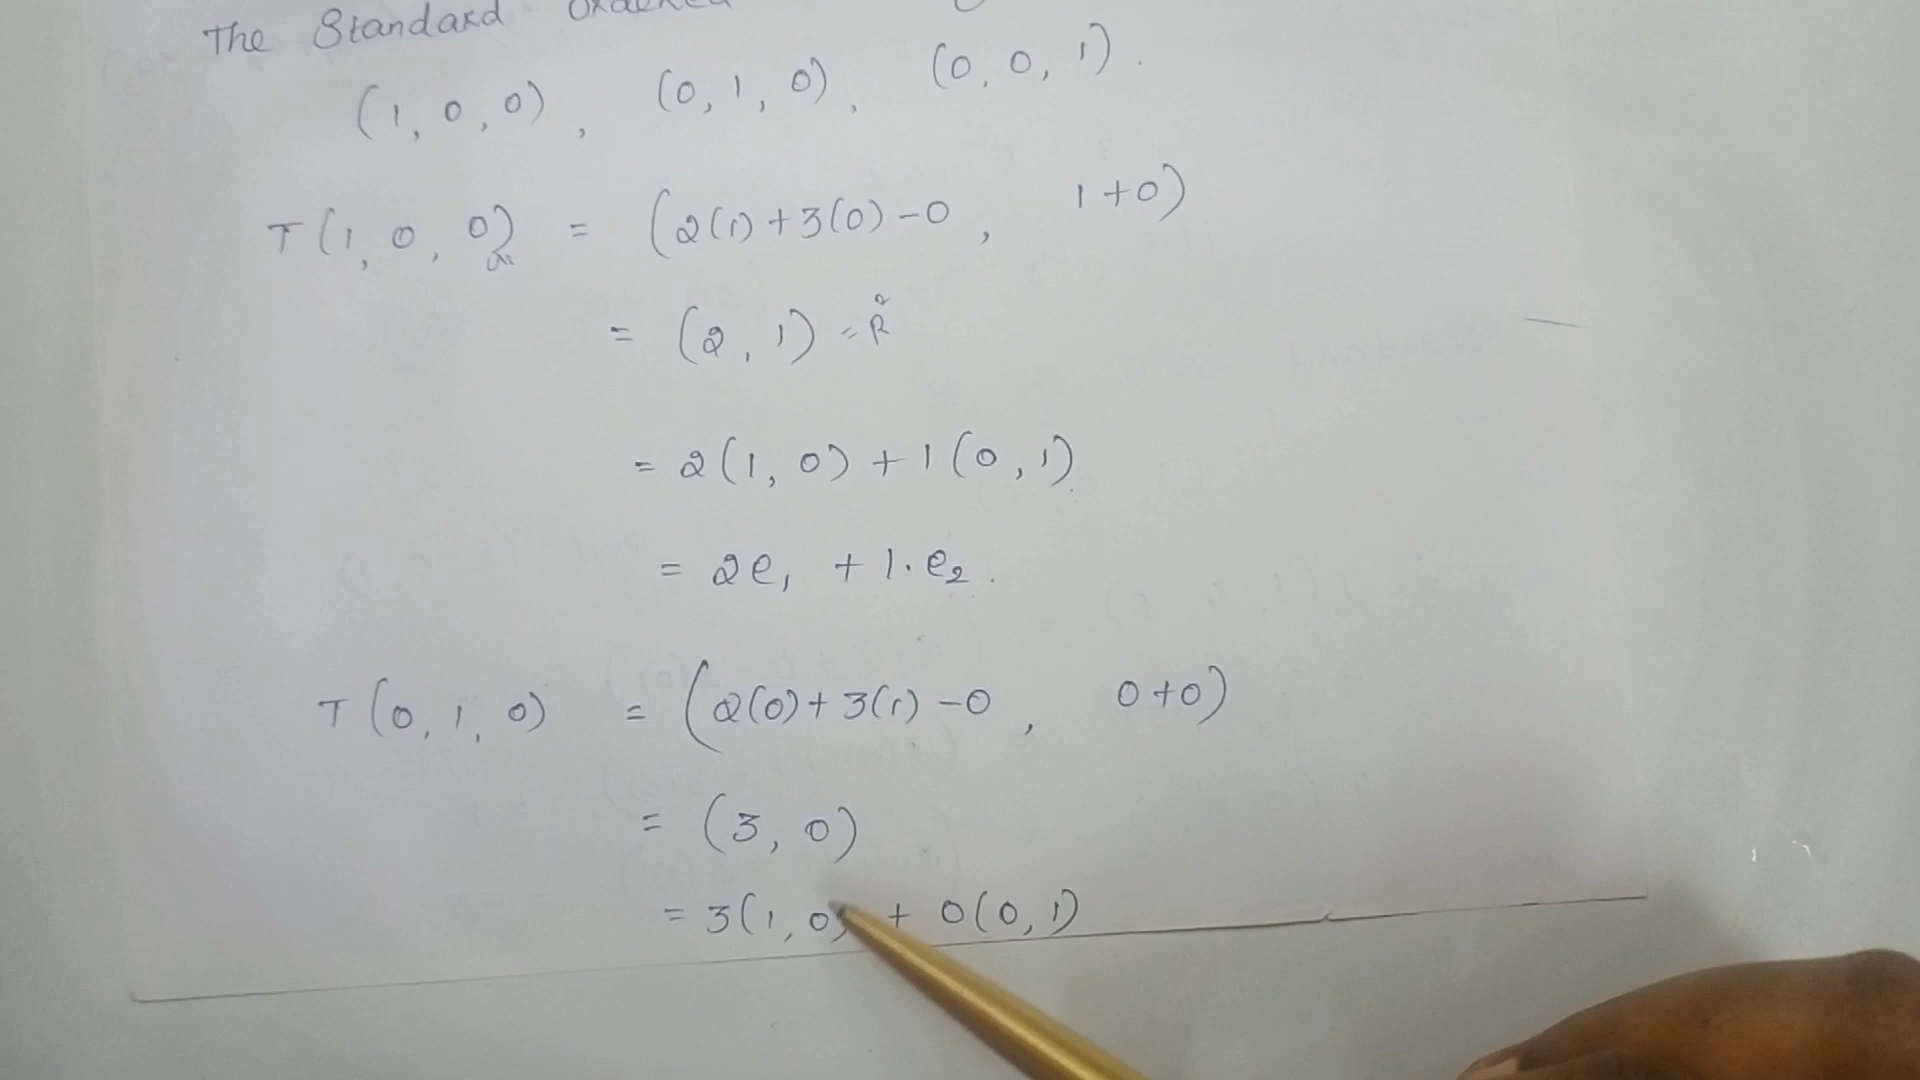 The Standard
(1, 0, 0), (0, 1, 0), (0, 0, 1).
T(1, 0, 0) = (2(1)+3(0)-0, 1+0)
= (2, 1) = R²
= 2(1, 0) + 1(0, 1).
= 2e₁ + 1.e₂.
T(0, 1, 0) = (2(0)+3(1)-0, 0+0)
= (3, 0)
= 3(1, 0) + 0(0, 1)